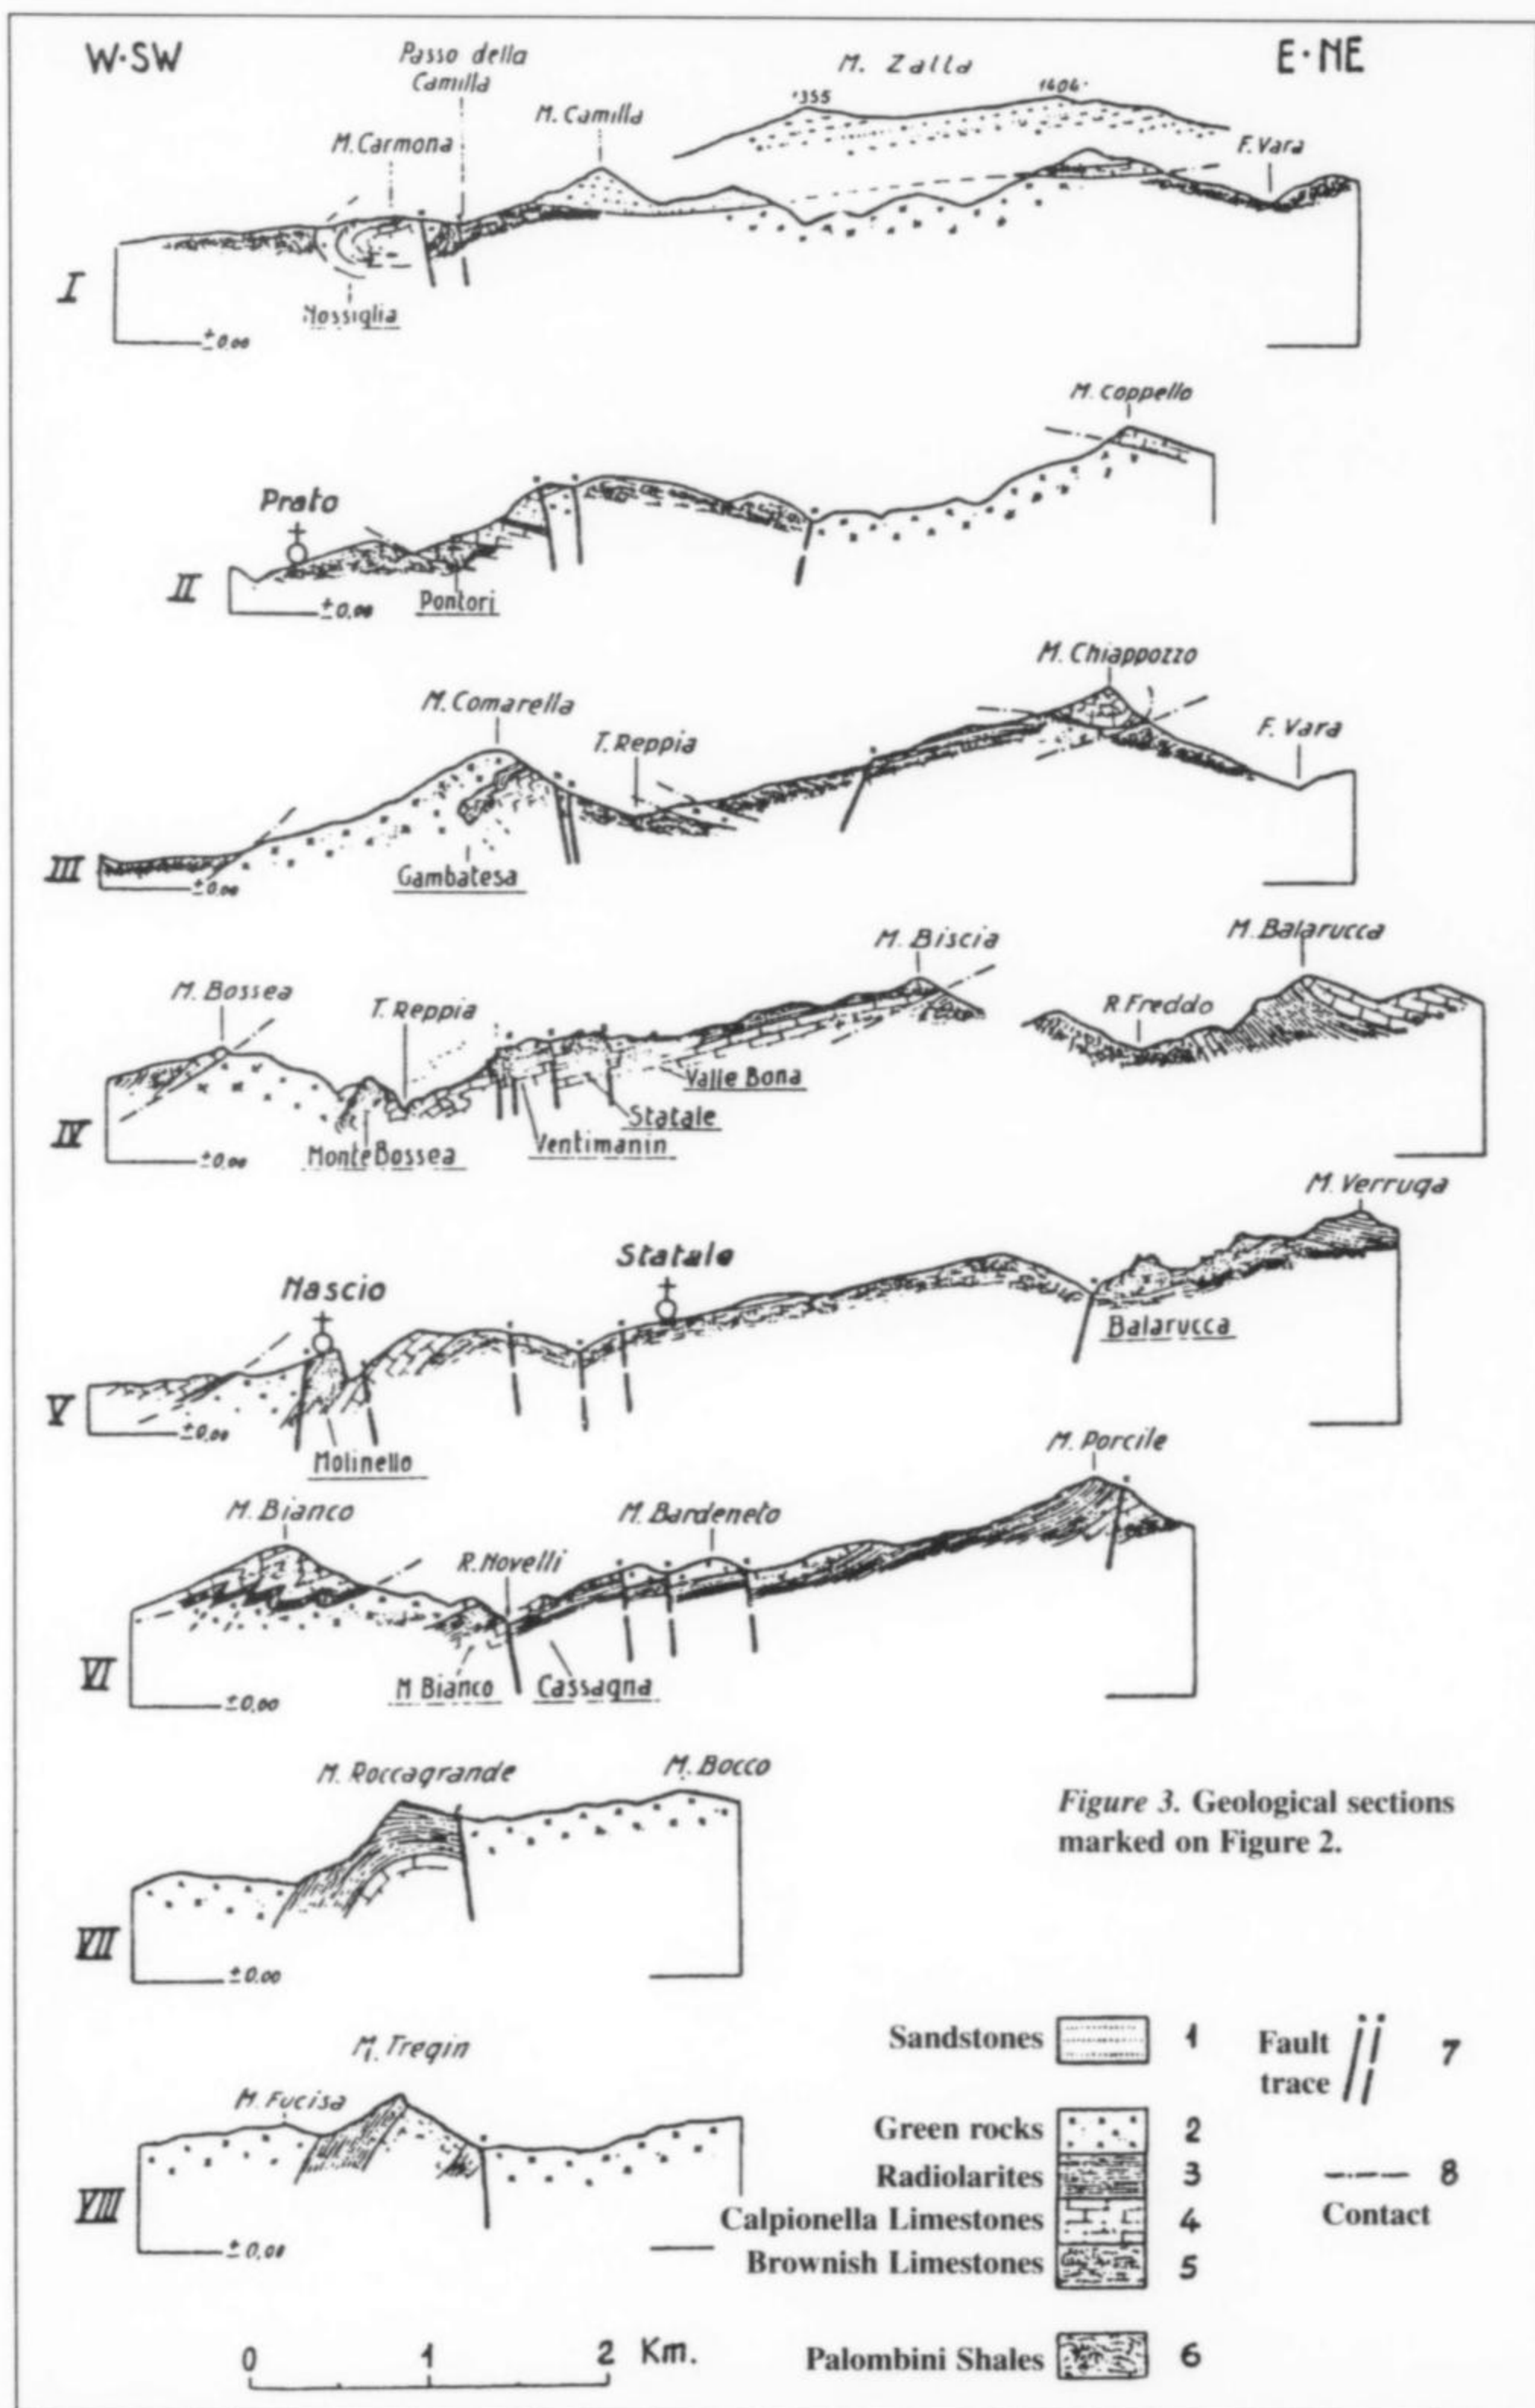 W·SW
E·NE
Passo della
Camilla
M. Zatta
M. Camilla
M. Carmona
1355
1404
F. Vara
I
Nossiglia
±0.00
M. Coppello
Prato
II
±0.00
Pontori
M. Chiappozzo
M. Comarella
T. Reppia
F. Vara
III
±0.00
Gambatesa
M. Biscia
M. Balarucca
M. Bossea
T. Reppia
R. Freddo
Valle Bona
Statale
IV
±0.00
Monte Bossea
Ventimanin
M. Verruga
Statale
Nascio
Balarucca
V
±0.00
Molinello
M. Porcile
M. Bianco
M. Bardeneto
R. Novelli
VI
±0.00
M Bianco
Cassagna
M. Roccagrande
M. Bocco
Figure 3. Geological sections
marked on Figure 2.
VII
±0.00
M. Tregin
M. Fucisa
VIII
±0.00
Sandstones 1
Green rocks 2
Radiolarites 3
Calpionella Limestones 4
Brownish Limestones 5
Palombini Shales 6
Fault
trace
7
8
Contact
0 1 2 Km.